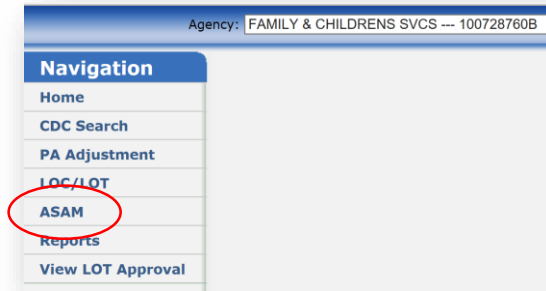 Agency: FAMILY & CHILDRENS SVCS --- 100728760B
Navigation
Home
CDC Search
PA Adjustment
LOC/LOT
ASAM
Reports
View LOT Approval